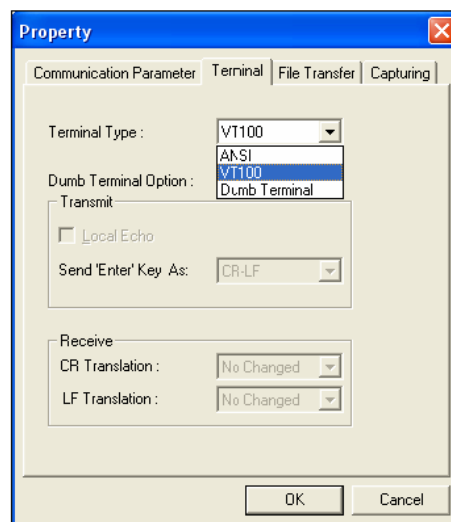 Property
Communication Parameter Terminal File Transfer Capturing
Terminal Type : VT100
ANSI
VT100
Dumb Terminal Option :
Dumb Terminal
Transmit
Local Echo
Send 'Enter' Key As: CR-LF
Receive
CR Translation : No Changed
LF Translation : No Changed
OK Cancel